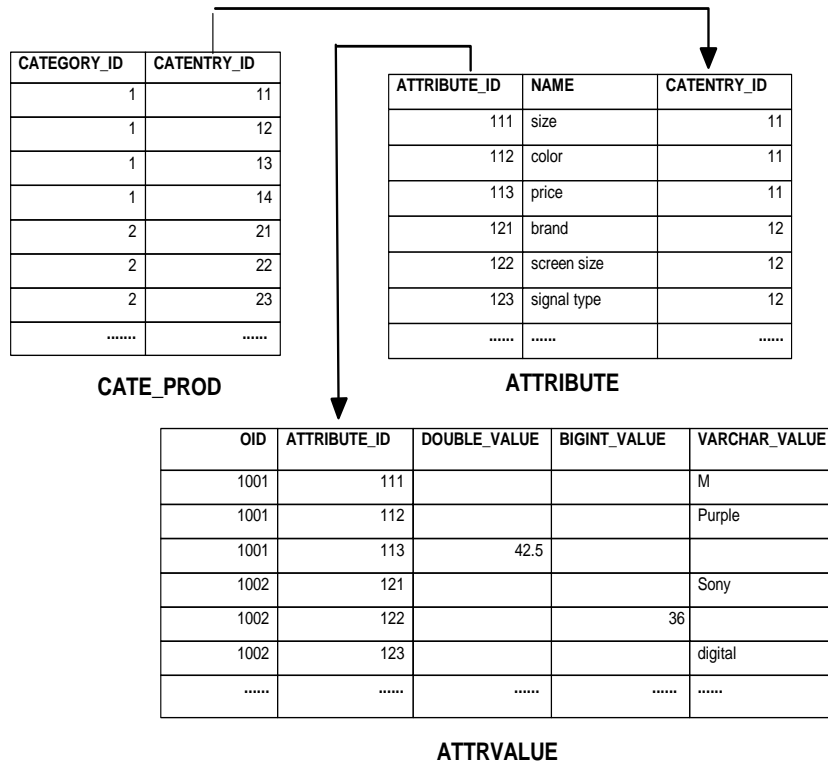 CATEGORY_ID CATENTRY_ID
1 11
1 12
1 13
1 14
2 21
2 22
2 23
....... ......
CATE_PROD
ATTRIBUTE_ID NAME CATENTRY_ID
111 size 11
112 color 11
113 price 11
121 brand 12
122 screen size 12
123 signal type 12
...... ...... ......
ATTRIBUTE
OID ATTRIBUTE_ID DOUBLE_VALUE BIGINT_VALUE VARCHAR_VALUE
1001 111 M
1001 112 Purple
1001 113 42.5
1002 121 Sony
1002 122 36
1002 123 digital
...... ...... ...... ...... ......
ATTRVALUE